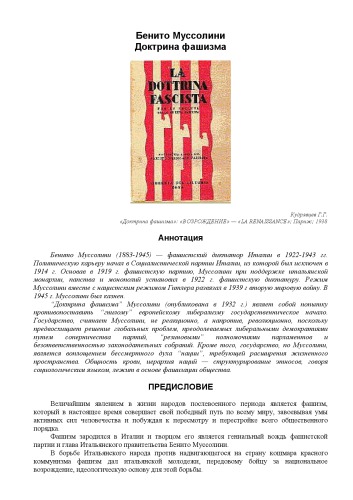 Бенито Муссолини
Доктрина фашизма
LA
DOTTRINA
FASCISTA
Кудрявцев Г.Г.
«Доктрина фашизма»: «ВОЗРОЖДЕНИЕ» — «LA RENAISSANCE»; Париж; 1938
Аннотация
Бенито Муссолини (1883-1945) — фашистский диктатор Италии в 1922-1943 гг.
Политическую карьеру начал в Социалистической партии Италии, из которой был исключен в
1914 г. Основав в 1919 г. фашистскую партию, Муссолини при поддержке итальянской
монархии, папства и монополий установил в 1922 г. фашистскую диктатуру. Режим
Муссолини вместе с нацистским режимом Гитлера развязал в 1939 г вторую мировую войну. В
1945 г. Муссолини был казнен.
"Доктрина фашизма" Муссолини (опубликована в 1932 г.) являет собой попытку
противопоставить "гнилому" европейскому либерализму государственническое начало.
Государство, считает Муссолини, не реакционно, а напротив, революционно, поскольку
предвосхищает решение глобальных проблем, преодолеваемых либеральными демократиями
путем соперничества партий, "резиновыми" полномочиями парламентов и
безответственностью законодательных собраний. Кроме того, государство, по Муссолини,
является воплощением бессмертного духа "нации", требующей расширения жизненного
пространства. Общность крови, иерархия наций — структурирование этносов, говоря
социологическим языком, лежит в основе фашизации общества.
ПРЕДИСЛОВИЕ
Величайшим явлением в жизни народов послевоенного периода является фашизм,
который в настоящее время совершает свой победный путь по всему миру, завоевывая умы
активных сил человечества и побуждая к пересмотру и перестройке всего общественного
порядка.
Фашизм зародился в Италии и творцом его является гениальный вождь фашистской
партии и глава Итальянского правительства Бенито Муссолини.
В борьбе Итальянского народа против надвигающегося на страну кошмара красного
коммунизма фашизм дал итальянской молодежи, передовому бойцу за национальное
возрождение, идеологическую основу для этой борьбы.